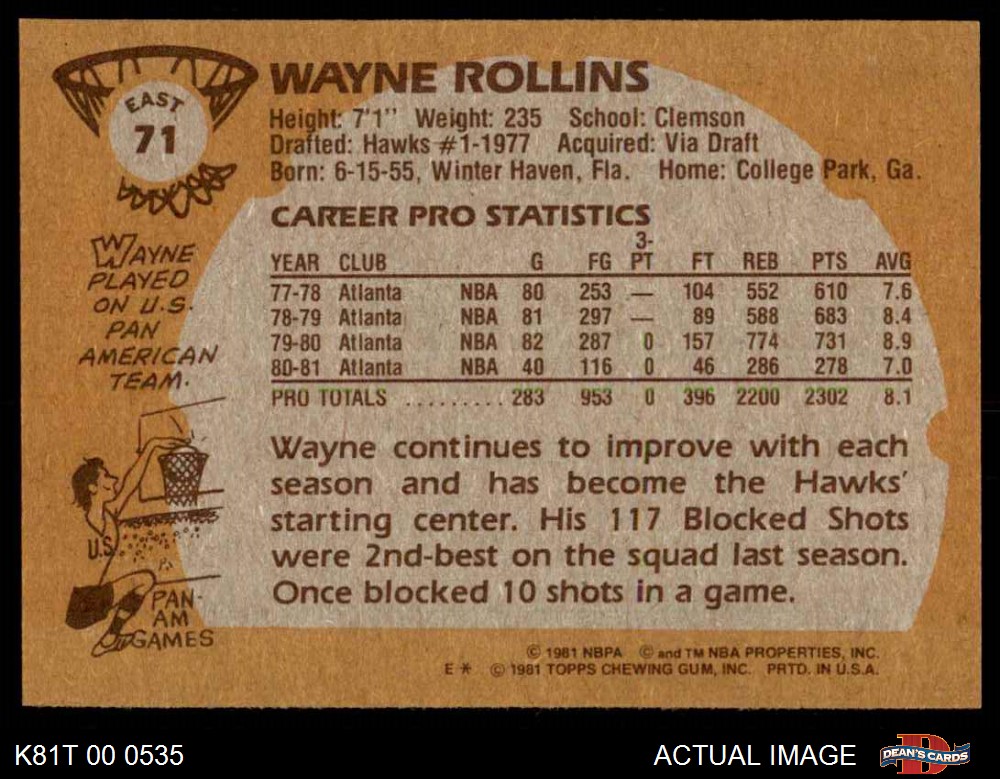 EAST
71
WAYNE ROLLINS
Height: 7'1" Weight: 235 School: Clemson
Drafted: Hawks #1-1977 Acquired: Via Draft
Born: 6-15-55, Winter Haven, Fla. Home: College Park, Ga.
CAREER PRO STATISTICS
YEAR CLUB G FG 3-PT FT REB PTS AVG
77-78 Atlanta NBA 80 253 — 104 552 610 7.6
78-79 Atlanta NBA 81 297 — 89 588 683 8.4
79-80 Atlanta NBA 82 287 0 157 774 731 8.9
80-81 Atlanta NBA 40 116 0 46 286 278 7.0
PRO TOTALS ......... 283 953 0 396 2200 2302 8.1
WAYNE
PLAYED
ON U.S.
PAN
AMERICAN
TEAM.
U.S.
PAN-
AM
GAMES
Wayne continues to improve with each
season and has become the Hawks'
starting center. His 117 Blocked Shots
were 2nd-best on the squad last season.
Once blocked 10 shots in a game.
© 1981 NBPA © and TM NBA PROPERTIES, INC.
E * © 1981 TOPPS CHEWING GUM, INC. PRTD. IN U.S.A.
K81T 00 0535
ACTUAL IMAGE
DEAN'S CARDS